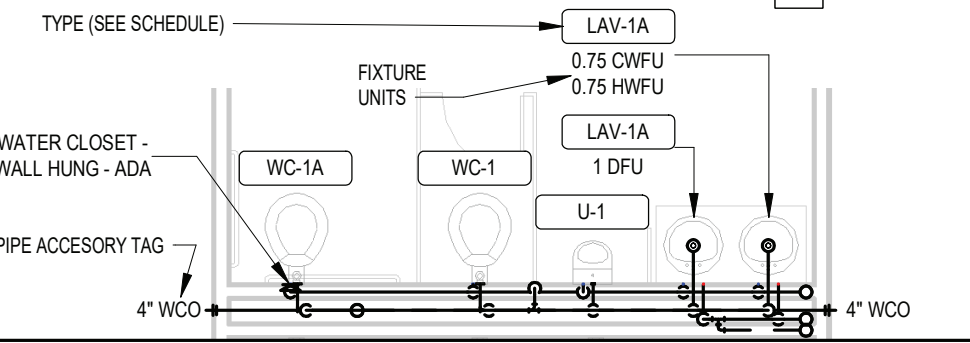 TYPE (SEE SCHEDULE)
LAV-1A
0.75 CWFU
0.75 HWFU
FIXTURE
UNITS
LAV-1A
1 DFU
WATER CLOSET -
WALL HUNG - ADA
WC-1A
WC-1
U-1
PIPE ACCESORY TAG
4" WCO
4" WCO